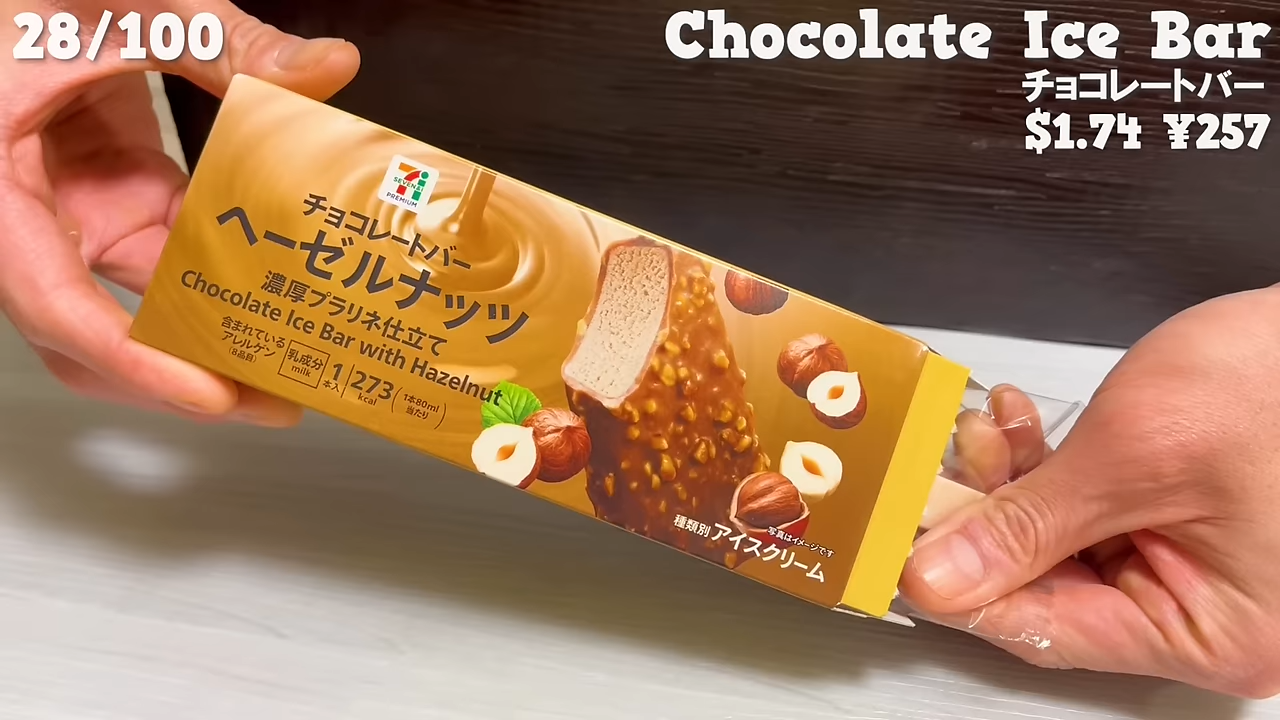 28/100
Chocolate Ice Bar
チョコレートバー
$1.74 ¥257
7i
SEVEN&i
PREMIUM
チョコレートバー
ヘーゼルナッツ
濃厚プラリネ仕立て
Chocolate Ice Bar with Hazelnut
含まれている
アレルゲン
(8品目)
乳成分
milk
1
本入
273
kcal
(1本80ml
当たり)
写真はイメージです
種類別 アイスクリーム